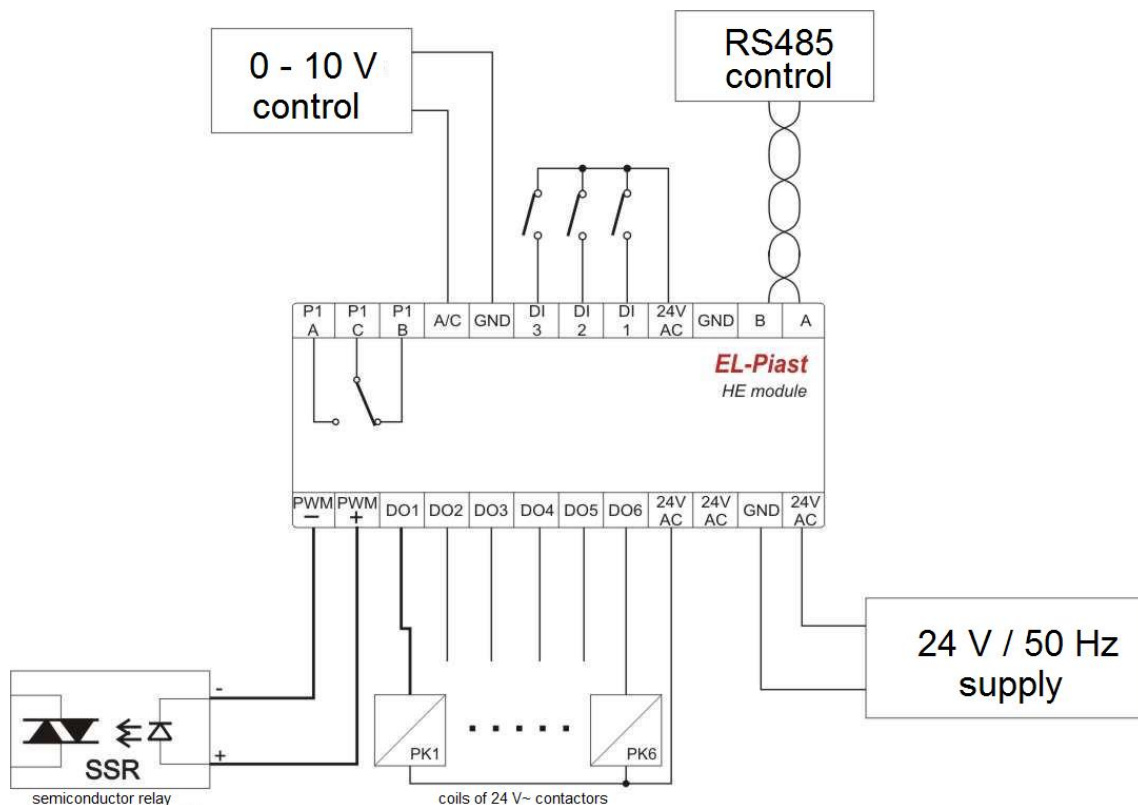 0 - 10 V
control
RS485
control
P1 A
P1 C
P1 B
A/C
GND
DI 3
DI 2
DI 1
24V AC
GND
B
A
EL-Piast
HE module
PWM −
PWM +
DO1
DO2
DO3
DO4
DO5
DO6
24V AC
24V AC
GND
24V AC
24 V / 50 Hz
supply
-
+
SSR
semiconductor relay
PK1
PK6
coils of 24 V~ contactors